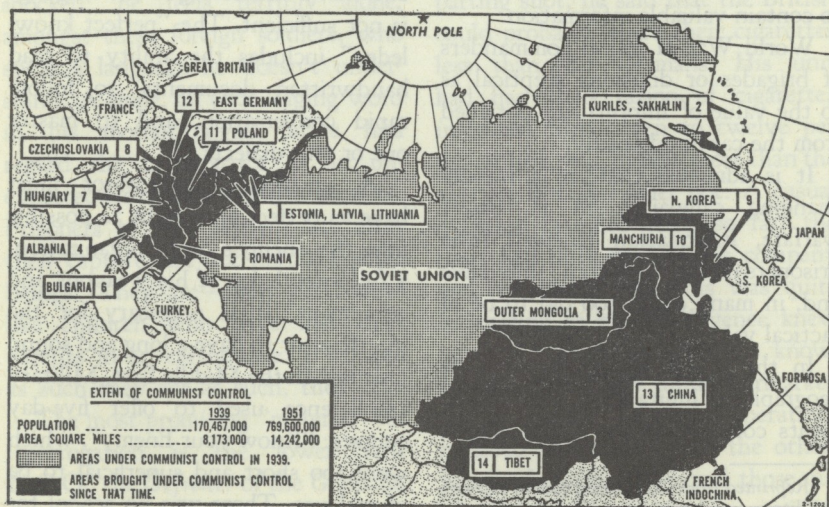 NORTH POLE
GREAT BRITAIN
12 EAST GERMANY
FRANCE
11 POLAND
CZECHOSLOVAKIA 8
HUNGARY 7
1 ESTONIA, LATVIA, LITHUANIA
ALBANIA 4
5 ROMANIA
BULGARIA 6
TURKEY
SOVIET UNION
KURILES, SAKHALIN 2
N. KOREA 9
MANCHURIA 10
JAPAN
S. KOREA
OUTER MONGOLIA 3
13 CHINA
FORMOSA
14 TIBET
FRENCH
INDOCHINA
EXTENT OF COMMUNIST CONTROL
1939 1951
POPULATION .................. 170,467,000 769,600,000
AREA SQUARE MILES ...... 8,173,000 14,242,000
AREAS UNDER COMMUNIST CONTROL IN 1939.
AREAS BROUGHT UNDER COMMUNIST CONTROL
SINCE THAT TIME.